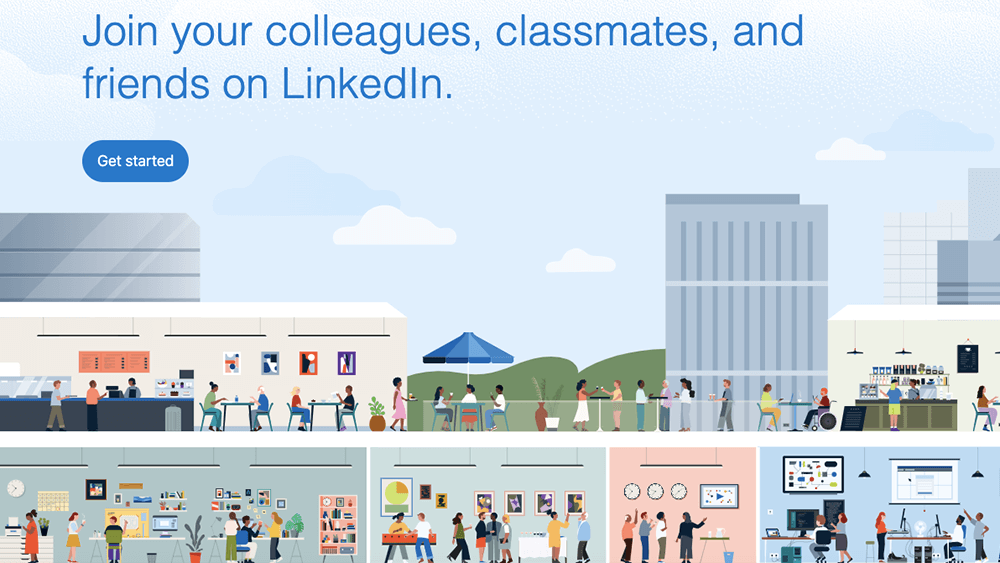 Join your colleagues, classmates, and
friends on LinkedIn.
Get started